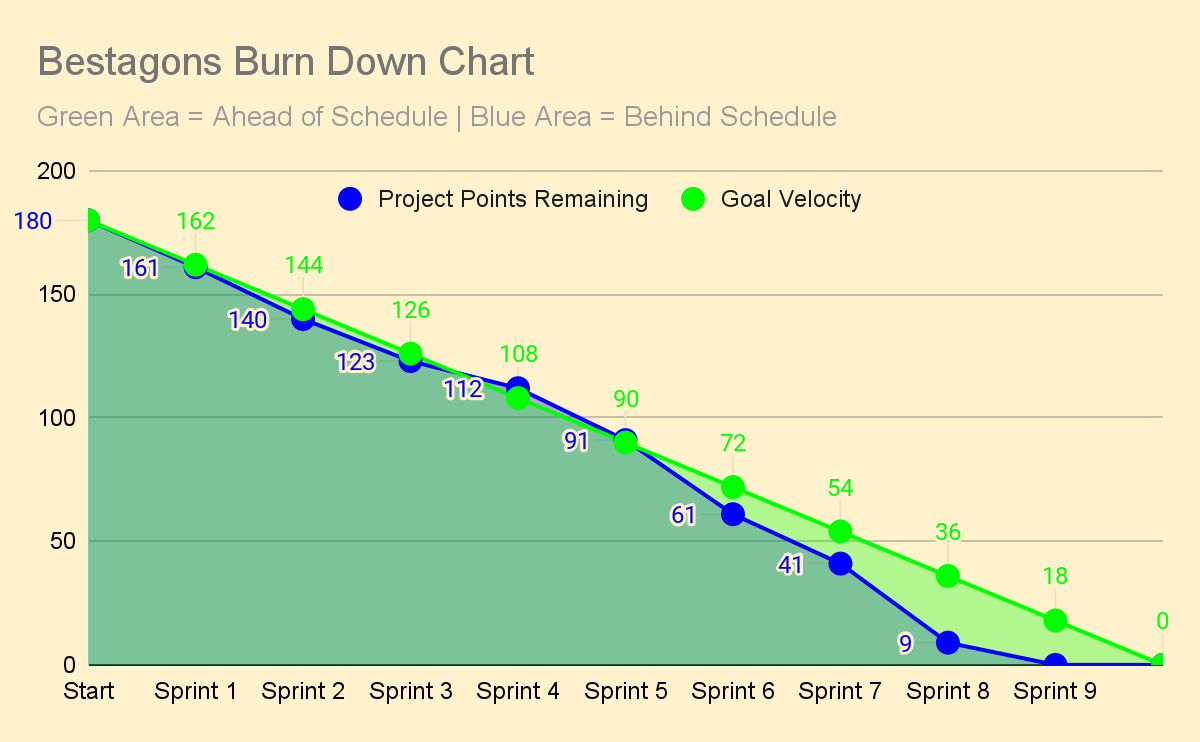 Bestagons Burn Down Chart
Green Area = Ahead of Schedule | Blue Area = Behind Schedule
200
Project Points Remaining
Goal Velocity
180
162
161
144
150
140
126
123
108
112
100
90
91
72
61
54
50
41
36
18
9
0
0
Start
Sprint 1
Sprint 2
Sprint 3
Sprint 4
Sprint 5
Sprint 6
Sprint 7
Sprint 8
Sprint 9